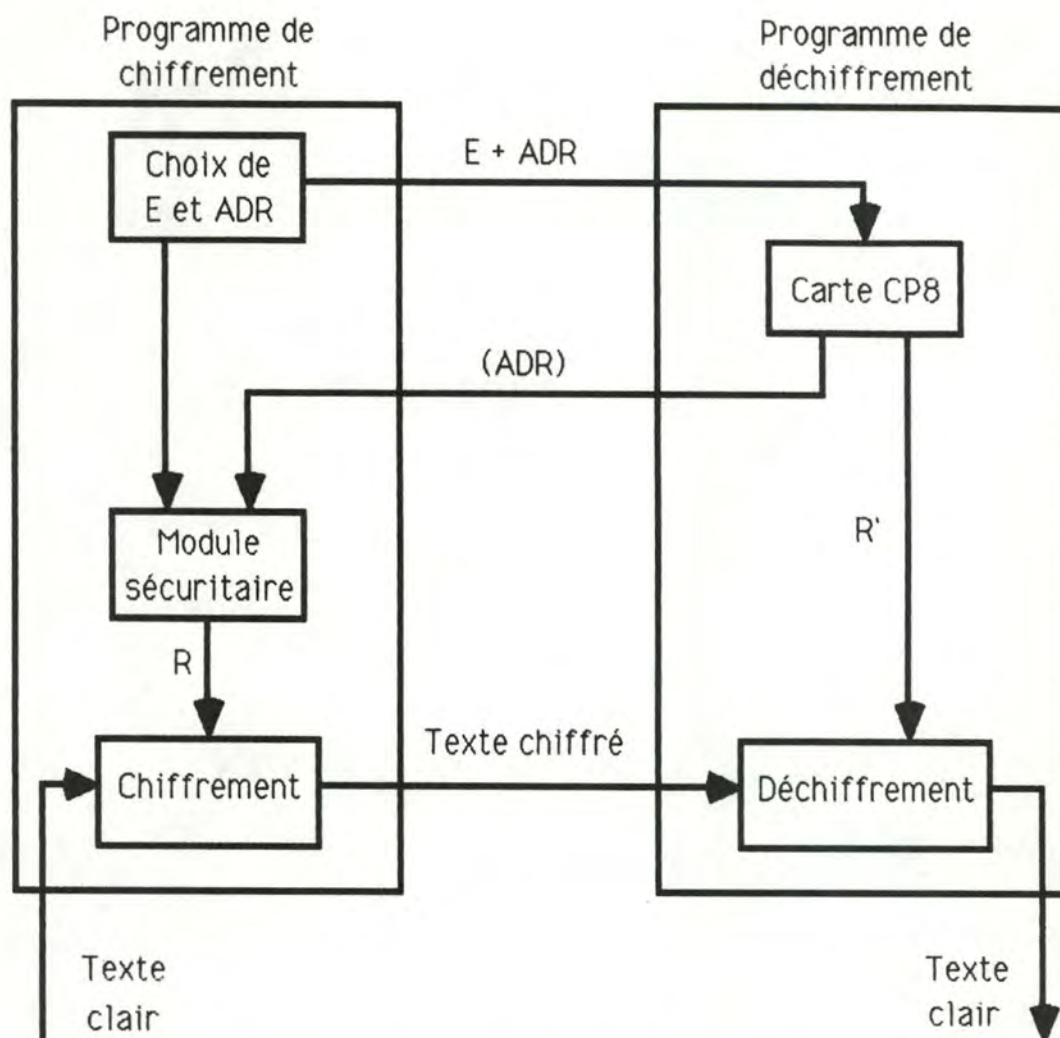 Programme de
chiffrement
Programme de
déchiffrement
Choix de
E et ADR
E + ADR
Carte CP8
(ADR)
Module
sécuritaire
R'
R
Texte chiffré
Chiffrement
Déchiffrement
Texte
clair
Texte
clair